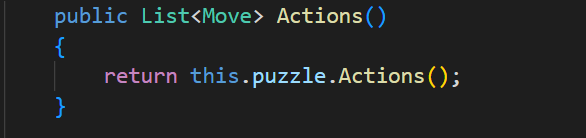 public List<Move> Actions()
{
return this.puzzle.Actions();
}